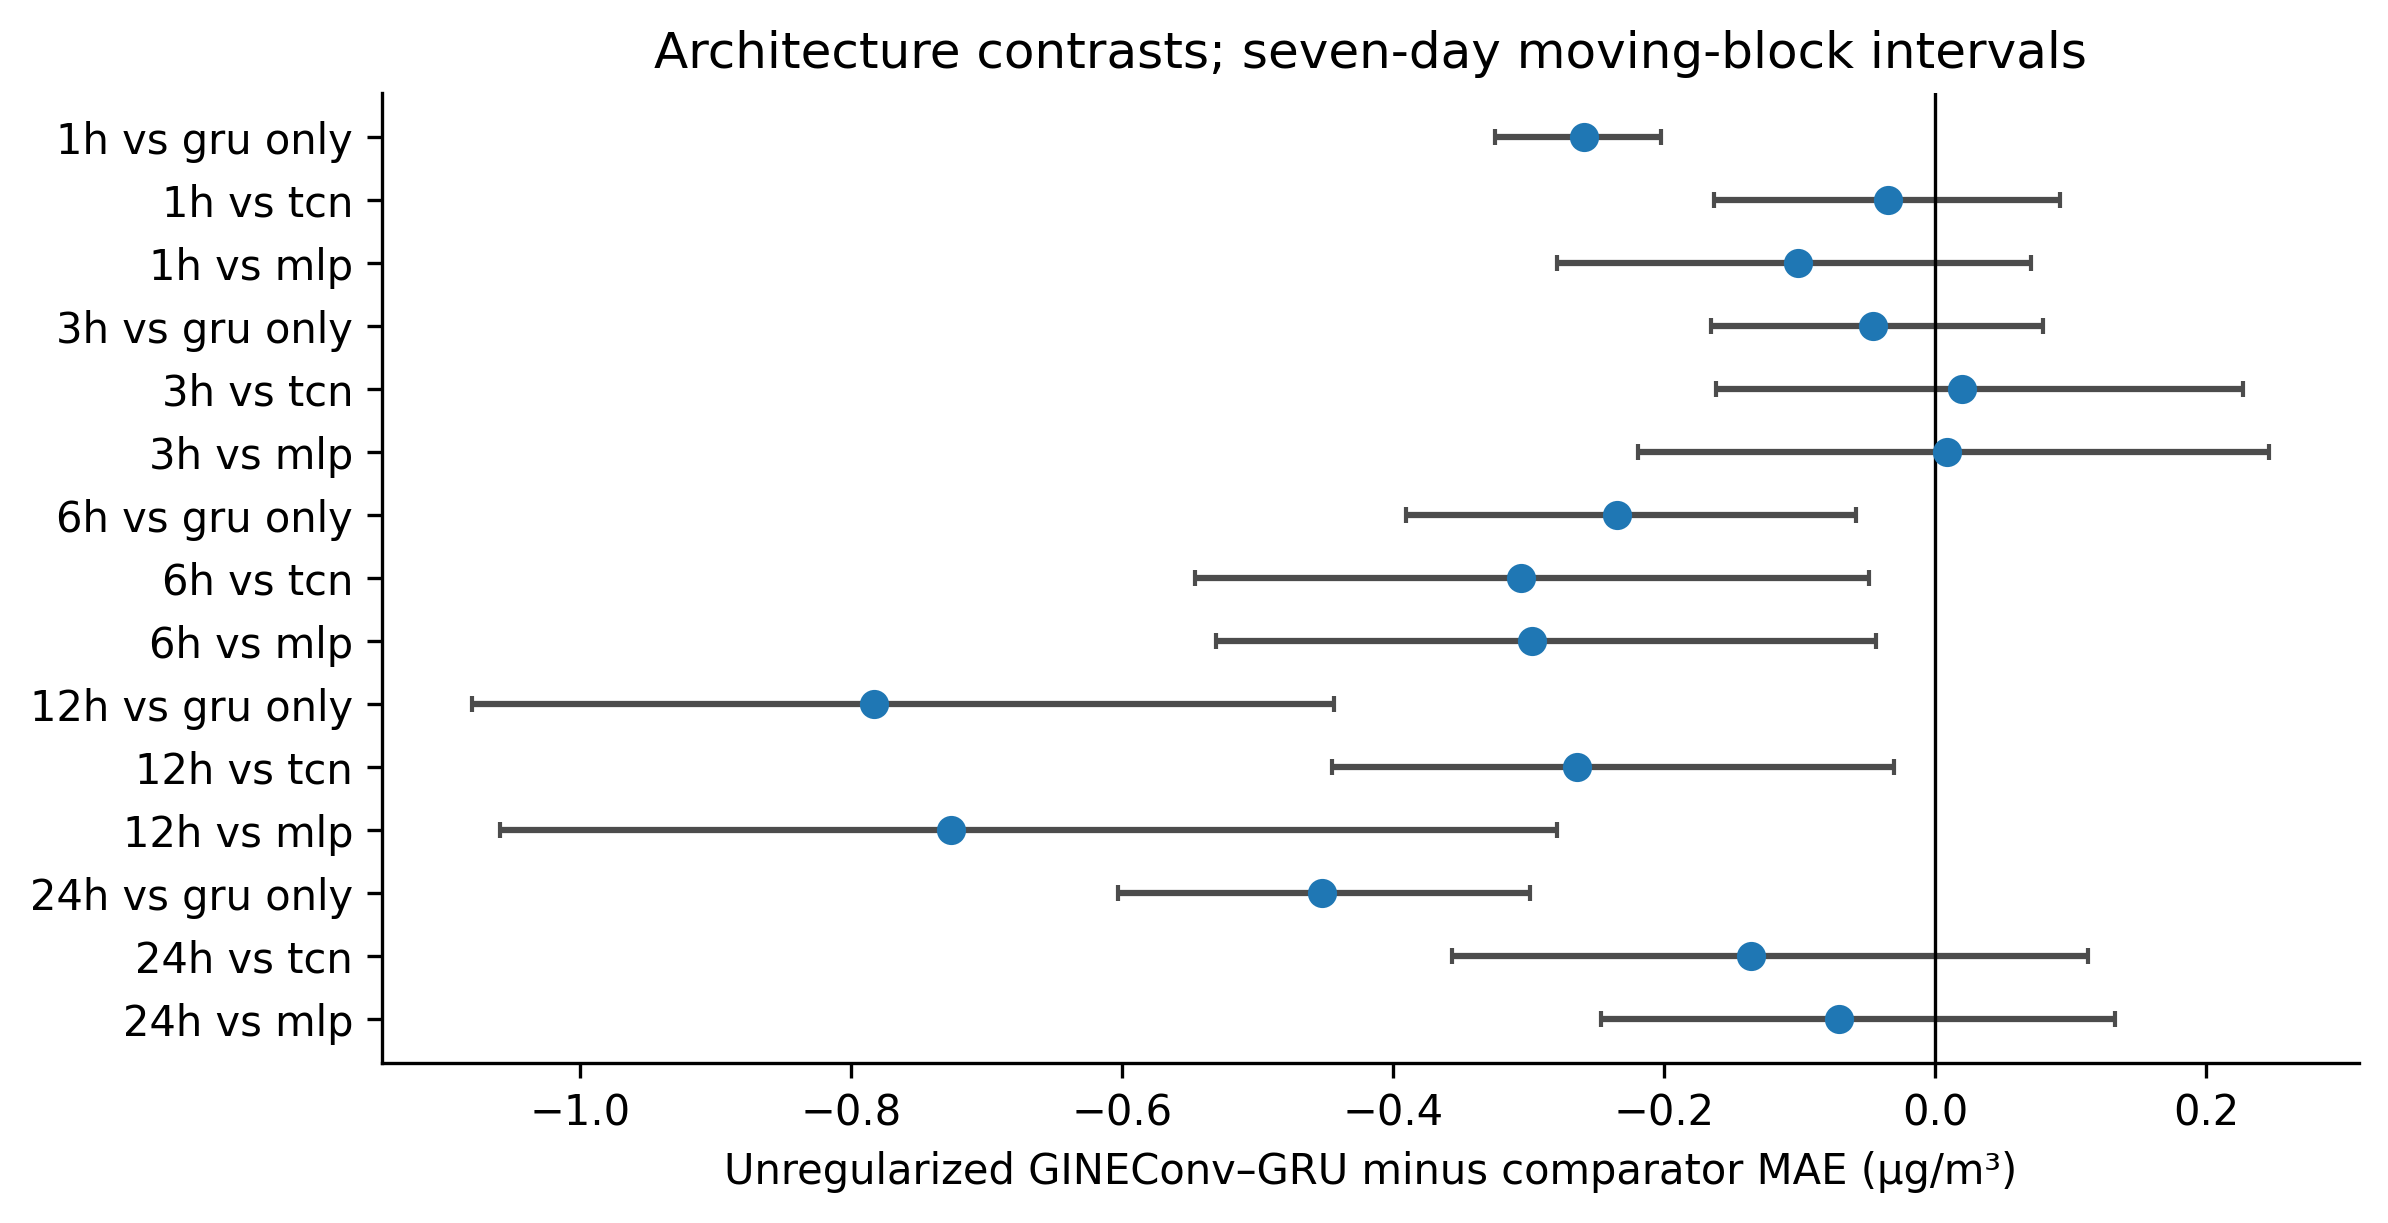 Architecture contrasts; seven-day moving-block intervals
1h vs gru only
1h vs tcn
1h vs mlp
3h vs gru only
3h vs tcn
3h vs mlp
6h vs gru only
6h vs tcn
6h vs mlp
12h vs gru only
12h vs tcn
12h vs mlp
24h vs gru only
24h vs tcn
24h vs mlp
−1.0 −0.8 −0.6 −0.4 −0.2 0.0 0.2
Unregularized GINEConv–GRU minus comparator MAE (µg/m³)